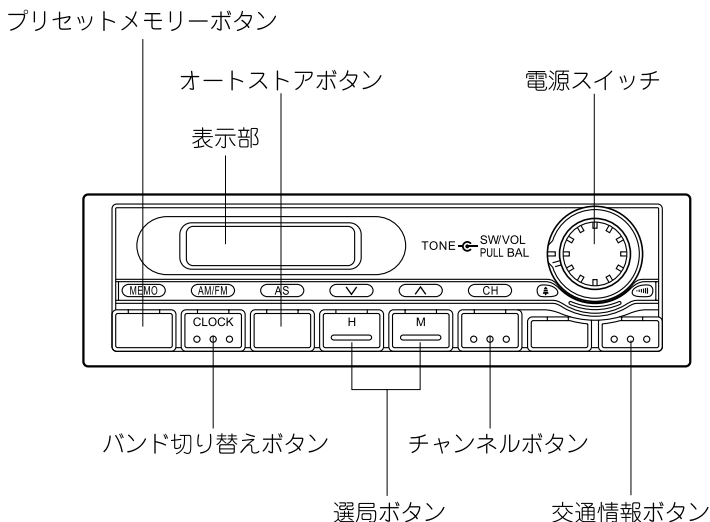 プリセットメモリーボタン
オートストアボタン
電源スイッチ
表示部
TONE
SW/VOL
PULL BAL
MEMO
AM/FM
AS
CH
CLOCK
H
M
バンド切り替えボタン
チャンネルボタン
選局ボタン
交通情報ボタン